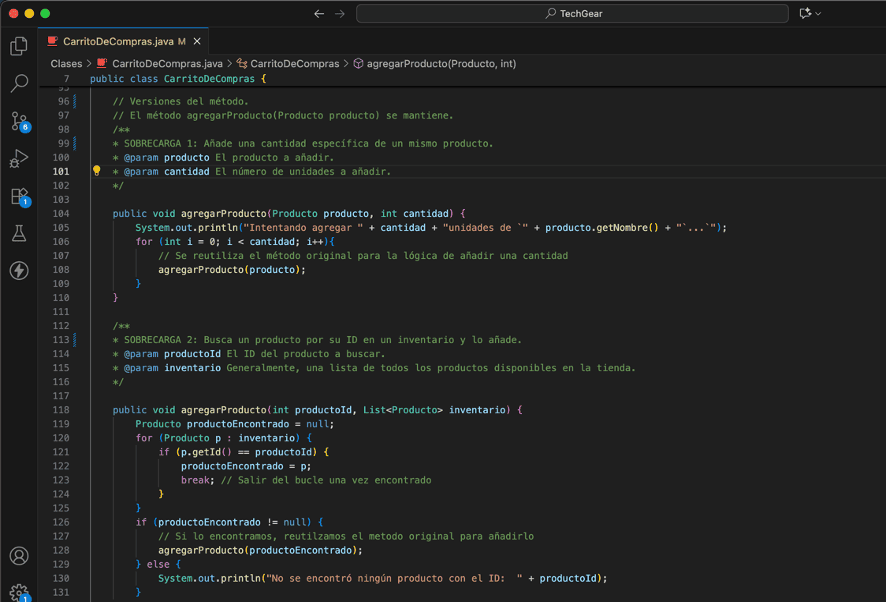 TechGear
CarritoDeCompras.java M
Clases > CarritoDeCompras.java > CarritoDeCompras > agregarProducto(Producto, int)
7 public class CarritoDeCompras {
95
96 // Versiones del método.
97 // El método agregarProducto(Producto producto) se mantiene.
98 /**
99 * SOBRECARGA 1: Añade una cantidad específica de un mismo producto.
100 * @param producto El producto a añadir.
101 * @param cantidad El número de unidades a añadir.
102 */
103
104 public void agregarProducto(Producto producto, int cantidad) {
105 System.out.println("Intentando agregar " + cantidad + "unidades de `" + producto.getNombre() + "`...`");
106 for (int i = 0; i < cantidad; i++){
107 // Se reutiliza el método original para la lógica de añadir una cantidad
108 agregarProducto(producto);
109 }
110 }
111
112 /**
113 * SOBRECARGA 2: Busca un producto por su ID en un inventario y lo añade.
114 * @param productoId El ID del producto a buscar.
115 * @param inventario Generalmente, una lista de todos los productos disponibles en la tienda.
116 */
117
118 public void agregarProducto(int productoId, List<Producto> inventario) {
119 Producto productoEncontrado = null;
120 for (Producto p : inventario) {
121 if (p.getId() == productoId) {
122 productoEncontrado = p;
123 break; // Salir del bucle una vez encontrado
124 }
125 }
126 if (productoEncontrado != null) {
127 // Si lo encontramos, reutilzamos el metodo original para añadirlo
128 agregarProducto(productoEncontrado);
129 } else {
130 System.out.println("No se encontró ningún producto con el ID:  " + productoId);
131 }
6
1
1